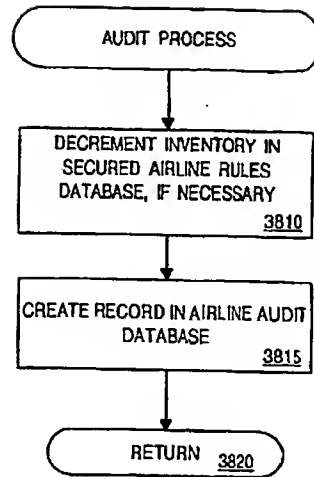 AUDIT PROCESS
DECREMENT INVENTORY IN
SECURED AIRLINE RULES
DATABASE, IF NECESSARY
3810
CREATE RECORD IN AIRLINE AUDIT
DATABASE
3815
RETURN 3820